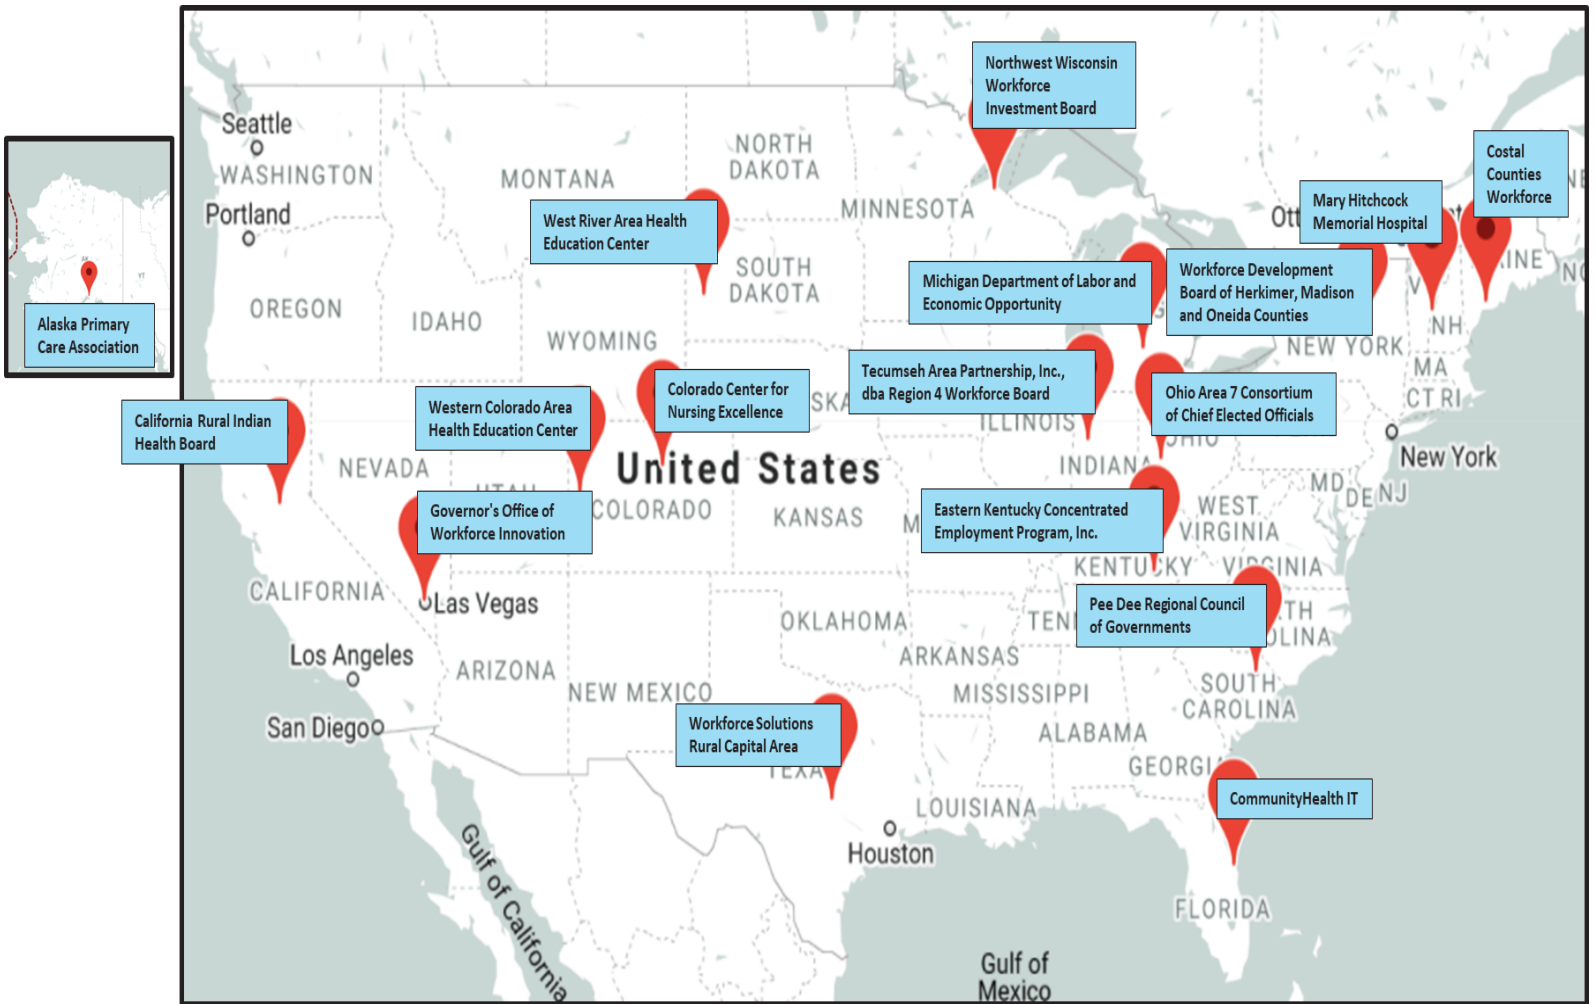 Northwest Wisconsin
Workforce
Investment Board
Costal
Counties
Workforce
Seattle
WASHINGTON
MONTANA
NORTH
DAKOTA
MINNESOTA
Mary Hitchcock
Memorial Hospital
Portland
West River Area Health
Education Center
SOUTH
DAKOTA
Michigan Department of Labor and
Economic Opportunity
Workforce Development
Board of Herkimer, Madison
and Oneida Counties
AK
YT
OREGON
IDAHO
WYOMING
NH
NEW YORK
MA
CT RI
Alaska Primary
Care Association
Tecumseh Area Partnership, Inc.,
dba Region 4 Workforce Board
Ohio Area 7 Consortium
of Chief Elected Officials
California Rural Indian
Health Board
Western Colorado Area
Health Education Center
Colorado Center for
Nursing Excellence
ILLINOIS
OHIO
New York
NEVADA
United States
INDIANA
MD
DE NJ
Governor's Office of
Workforce Innovation
COLORADO
KANSAS
Eastern Kentucky Concentrated
Employment Program, Inc.
WEST
VIRGINIA
KENTUCKY
VIRGINIA
CALIFORNIA
Las Vegas
OKLAHOMA
Pee Dee Regional Council
of Governments
Los Angeles
ARIZONA
NEW MEXICO
ARKANSAS
MISSISSIPPI
SOUTH
CAROLINA
San Diego
Workforce Solutions
Rural Capital Area
ALABAMA
GEORGIA
CommunityHealth IT
LOUISIANA
Houston
Gulf of California
FLORIDA
Gulf of
Mexico